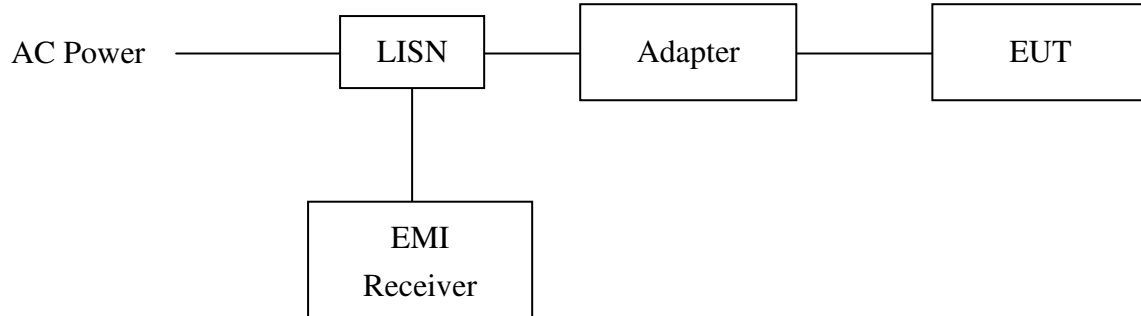 AC Power
LISN
Adapter
EUT
EMI
Receiver